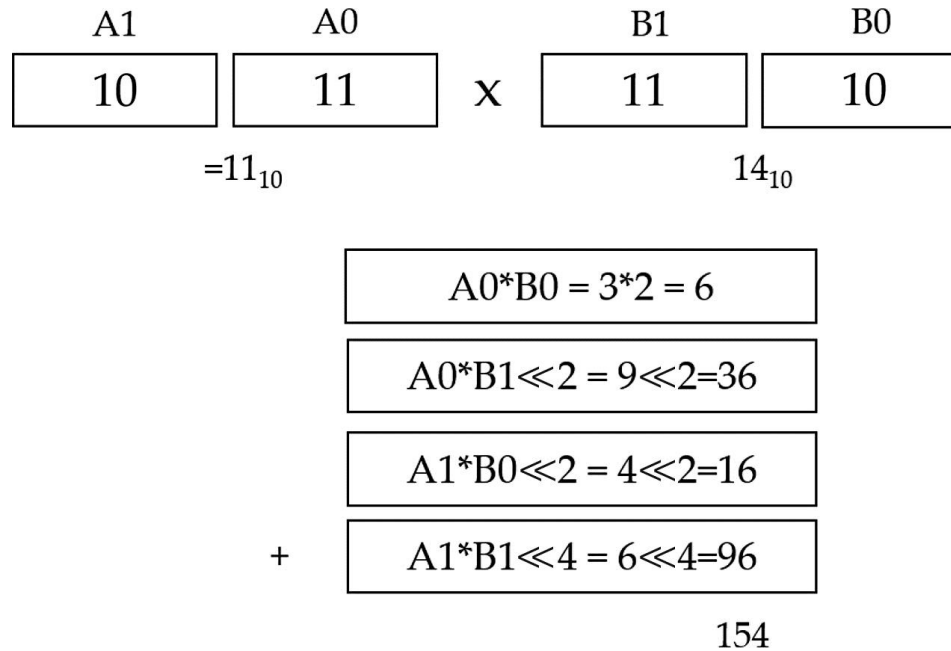 A1 A0 B1 B0
10 11 x 11 10
=11₁₀ 14₁₀
A0*B0 = 3*2 = 6
A0*B1≪2 = 9≪2=36
A1*B0≪2 = 4≪2=16
+ A1*B1≪4 = 6≪4=96
154